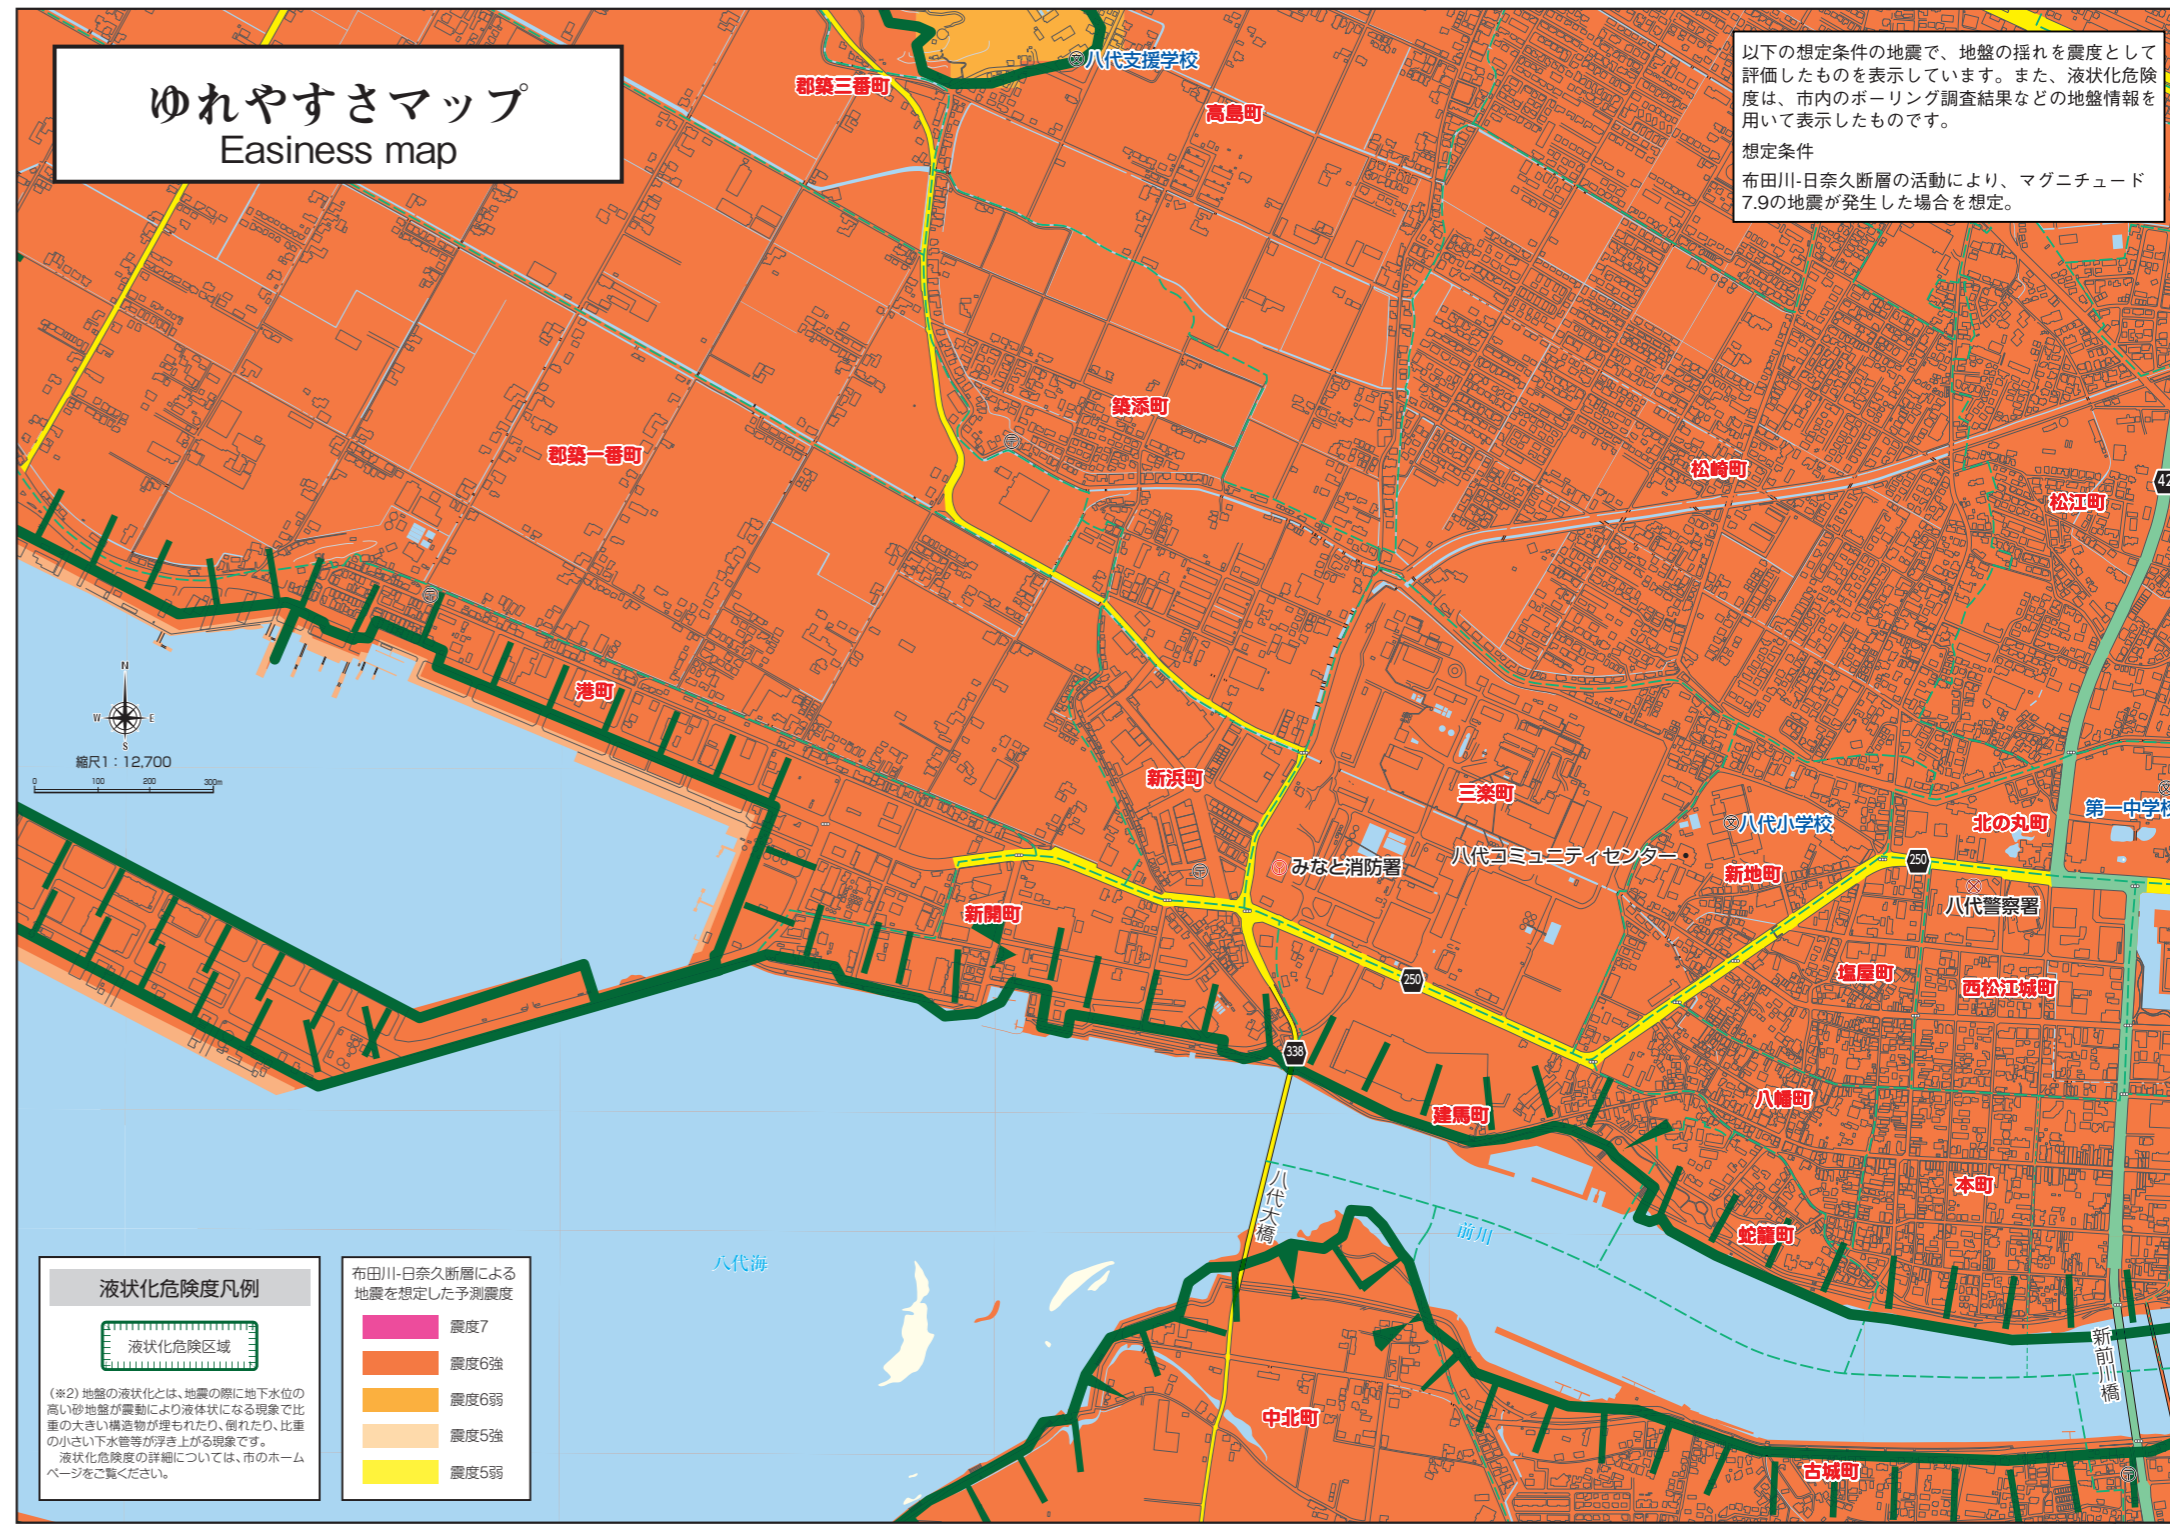 ゆれやすさマップ
Easiness map
以下の想定条件の地震で、地盤の揺れを震度として
評価したものを表示しています。また、液状化危険
度は、市内のボーリング調査結果などの地盤情報を
用いて表示したものです。
想定条件
布田川-日奈久断層の活動により、マグニチュード
7.9の地震が発生した場合を想定。
八代支援学校
郡築三番町
高島町
築添町
郡築一番町
松崎町
松江町
42
港町
N
W
E
S
縮尺1:12,700
0 100 200 300m
新浜町
三楽町
八代小学校
北の丸町
第一中学校
みなと消防署
八代コミュニティセンター
新地町
250
八代警察署
新開町
250
塩屋町
西松江城町
338
建馬町
八幡町
本町
八代大橋
前川
蛇籠町
八代海
新前川橋
中北町
古城町
液状化危険度凡例
液状化危険区域
(※2)地盤の液状化とは、地震の際に地下水位の
高い砂地盤が震動により液体状になる現象で比
重の大きい構造物が埋もれたり、倒れたり、比重
の小さい下水管等が浮き上がる現象です。
液状化危険度の詳細については、市のホーム
ページをご覧ください。
布田川-日奈久断層による
地震を想定した予測震度
震度7
震度6強
震度6弱
震度5強
震度5弱